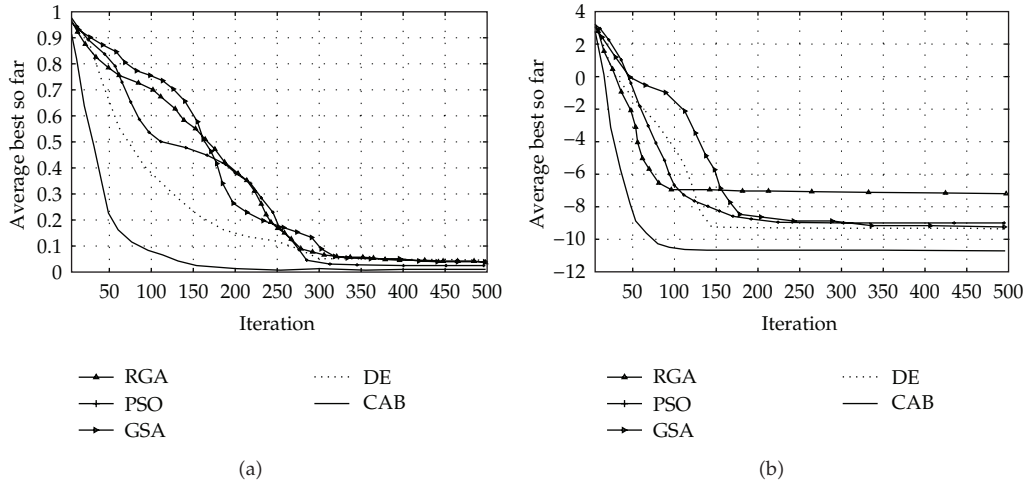 Average best so far
1
0.9
0.8
0.7
0.6
0.5
0.4
0.3
0.2
0.1
0
50 100 150 200 250 300 350 400 450 500
Iteration
RGA
PSO
GSA
DE
CAB
(a)
Average best so far
4
2
0
−2
−4
−6
−8
−10
−12
50 100 150 200 250 300 350 400 450 500
Iteration
RGA
PSO
GSA
DE
CAB
(b)